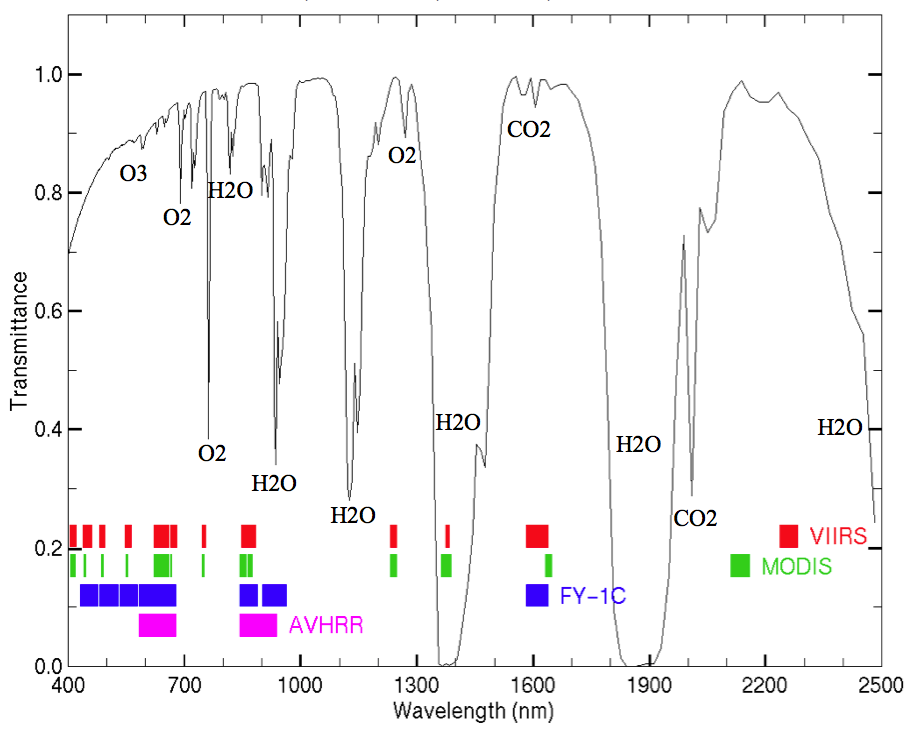 1.0
0.8
0.6
0.4
0.2
0.0
Transmittance
O3
O2
H2O
O2
H2O
H2O
O2
H2O
CO2
H2O
CO2
H2O
VIIRS
MODIS
FY-1C
AVHRR
400 700 1000 1300 1600 1900 2200 2500
Wavelength (nm)